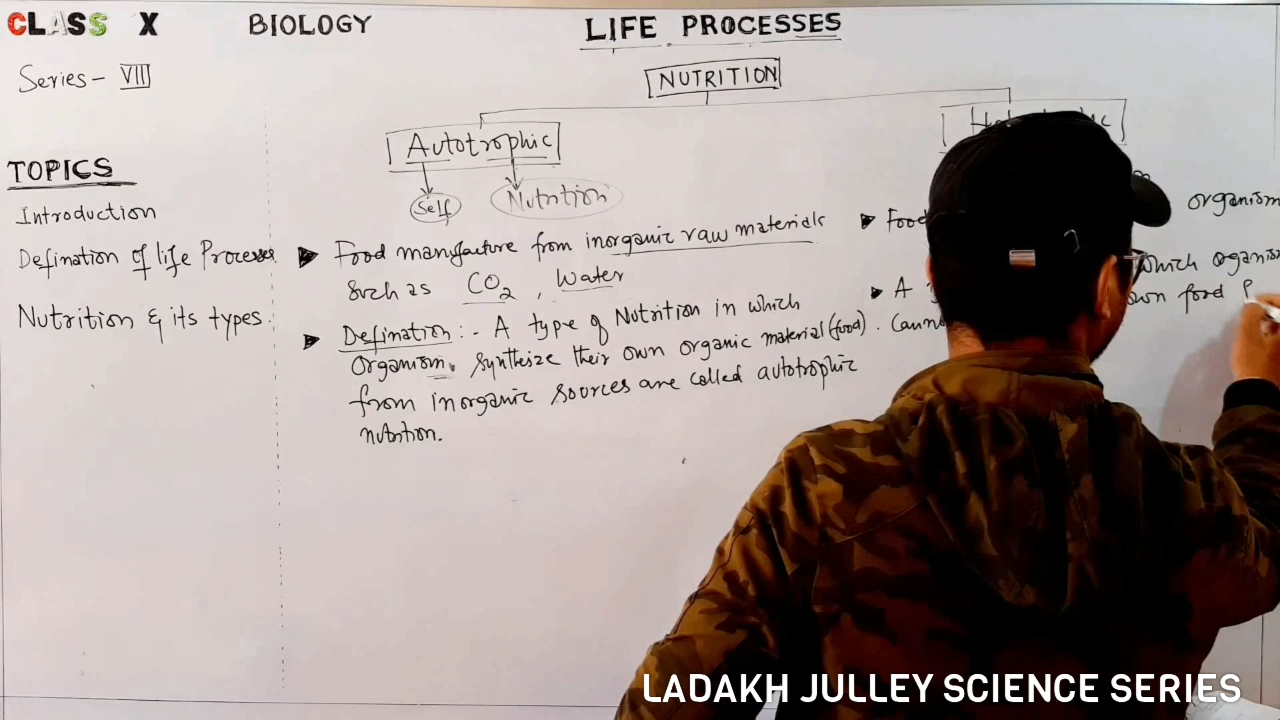 CLASS X BIOLOGY LIFE PROCESSES
Series - VII
NUTRITION
Autotrophic
Self Nutrition
TOPICS
Introduction
Defination of life Processes
Nutrition & its types.
Food manufacture from inorganic raw materials
such as CO2, Water
Defination:- A type of Nutrition in which
Organism. synthesize their own organic material (food).
from inorganic sources are called autotrophic
nutrition.
Food organism
A which organism
own food
LADAKH JULLEY SCIENCE SERIES